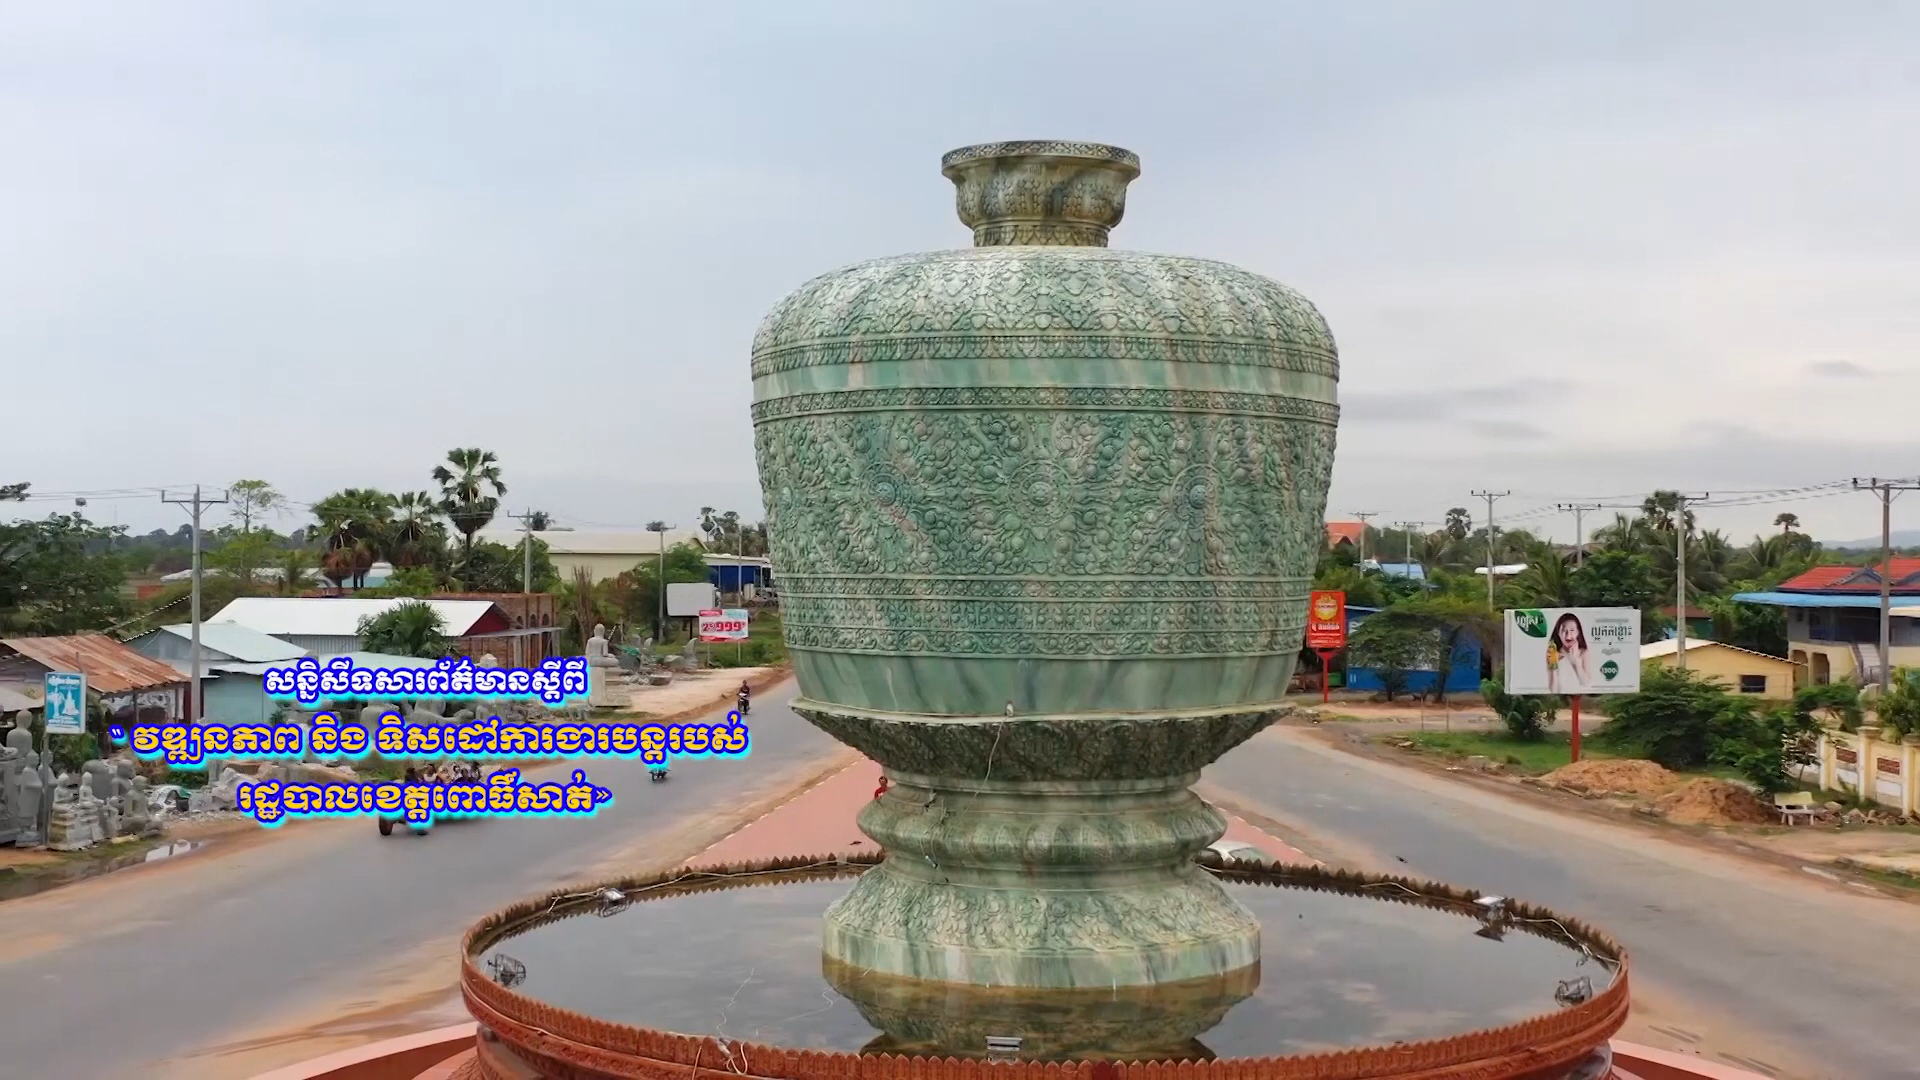 សន្និសីទសារព័ត៌មានស្តីពី
“ វឌ្ឍនភាព និង ទិសដៅការងារបន្តរបស់
រដ្ឋបាលខេត្តពោធិ៍សាត់»